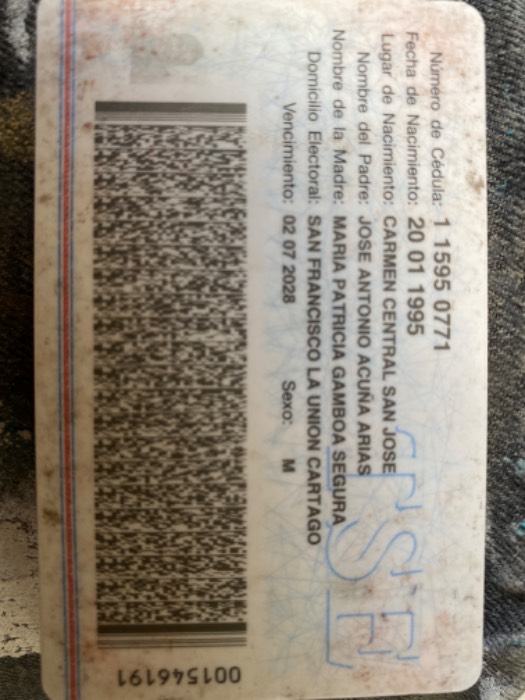 Número de Cédula: 1 1595 0771
Fecha de Nacimiento: 20 01 1995
Lugar de Nacimiento: CARMEN CENTRAL SAN JOSE
Nombre del Padre: JOSE ANTONIO ACUÑA ARIAS
Nombre de la Madre: MARIA PATRICIA GAMBOA SEGURA
Domicilio Electoral: SAN FRANCISCO LA UNION CARTAGO
Vencimiento: 02 07 2028 Sexo: M
TSE
001546191